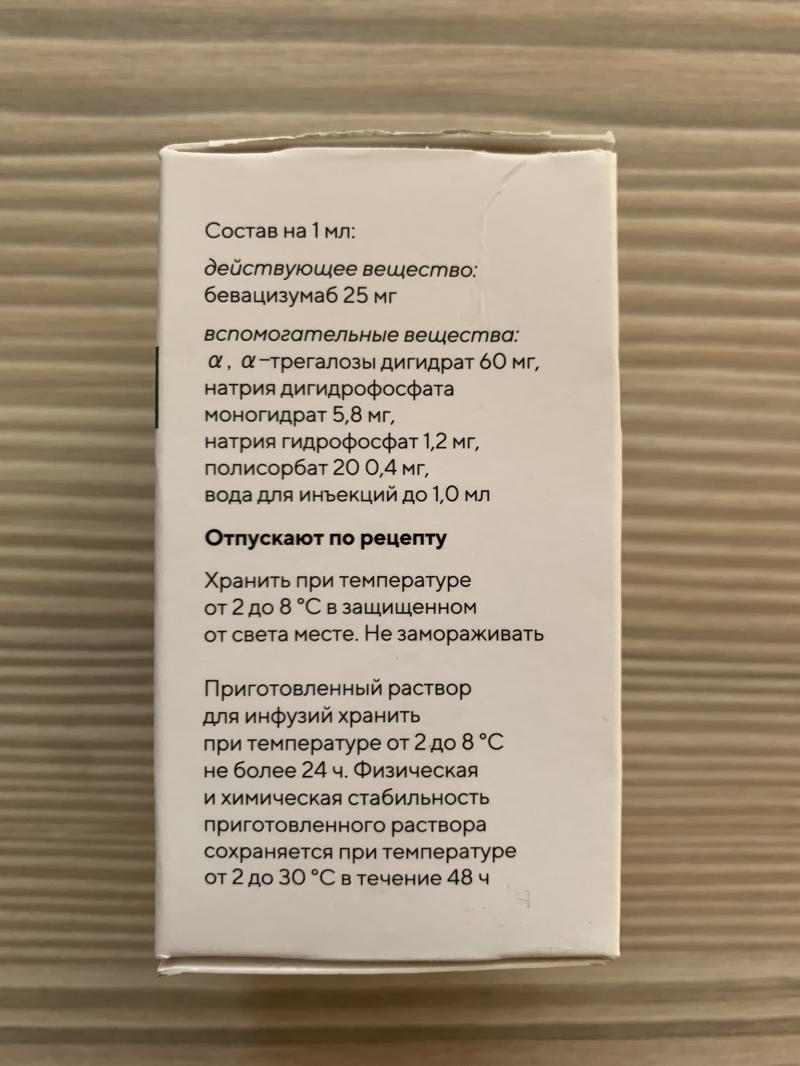 Состав на 1 мл:
действующее вещество:
бевацизумаб 25 мг
вспомогательные вещества:
α, α-трегалозы дигидрат 60 мг,
натрия дигидрофосфата
моногидрат 5,8 мг,
натрия гидрофосфат 1,2 мг,
полисорбат 20 0,4 мг,
вода для инъекций до 1,0 мл
Отпускают по рецепту
Хранить при температуре
от 2 до 8 °C в защищенном
от света месте. Не замораживать
Приготовленный раствор
для инфузий хранить
при температуре от 2 до 8 °C
не более 24 ч. Физическая
и химическая стабильность
приготовленного раствора
сохраняется при температуре
от 2 до 30 °C в течение 48 ч